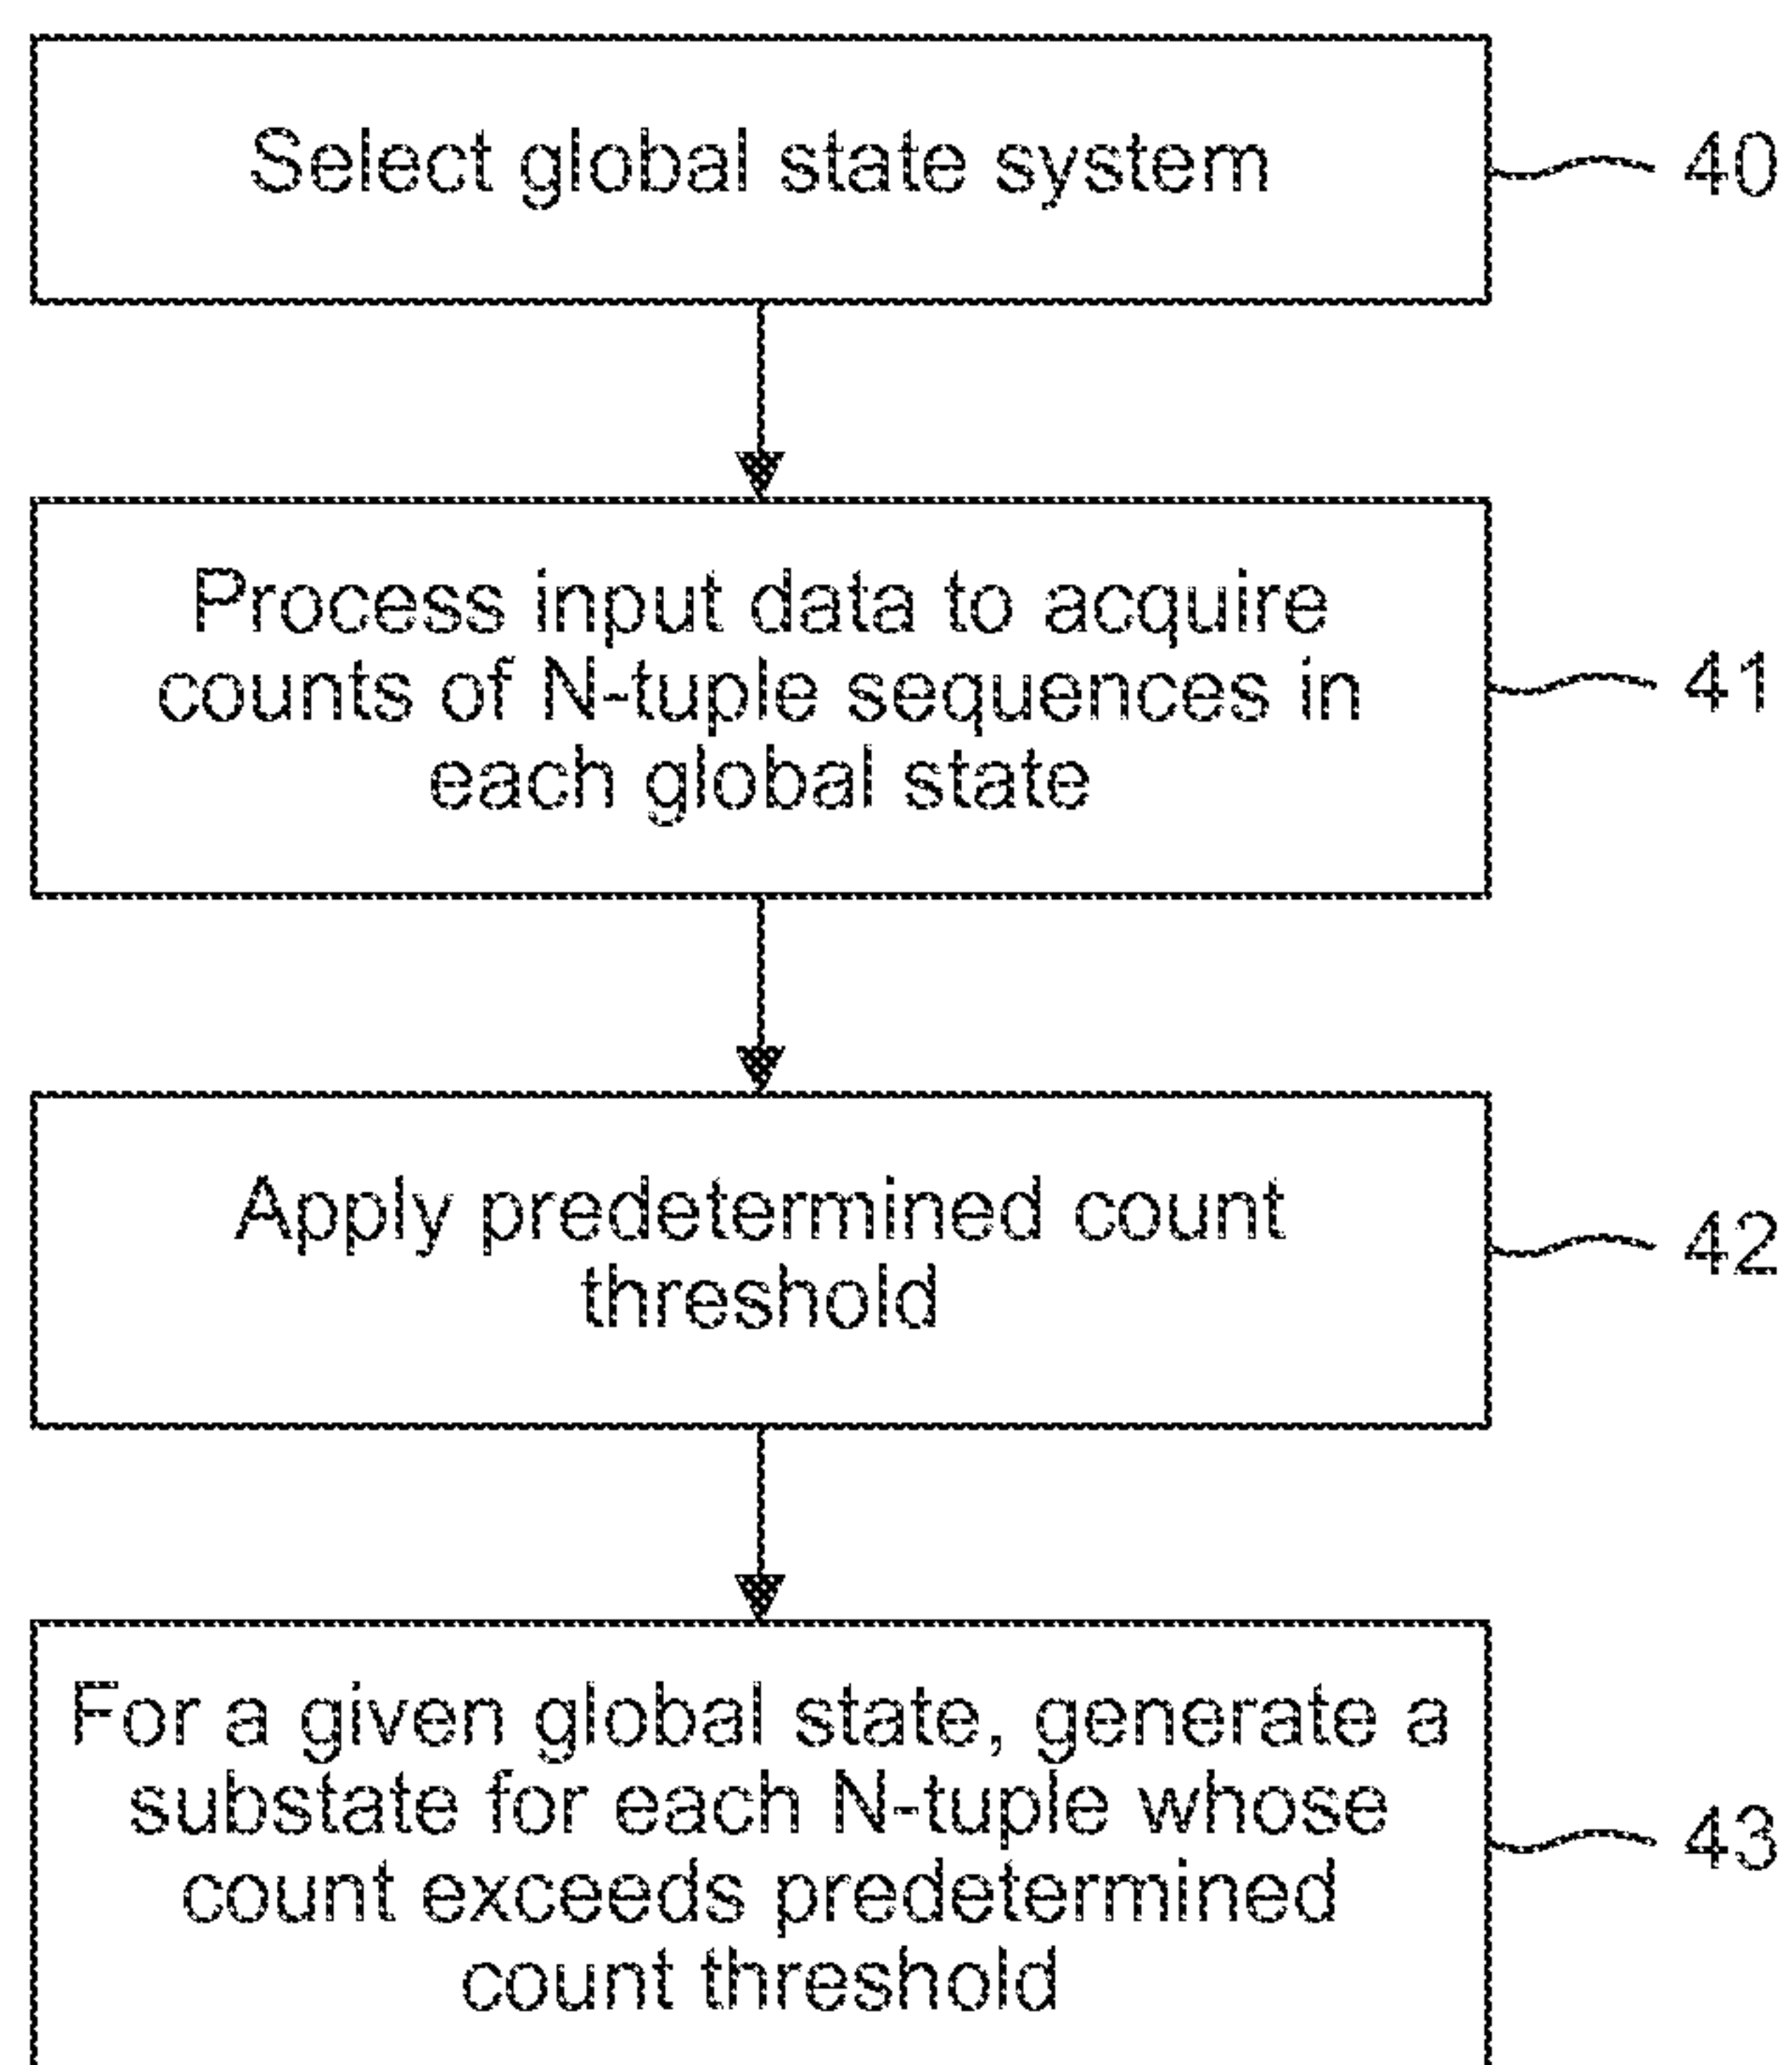 Select global state system
40
Process input data to acquire
counts of N-tuple sequences in
each global state
41
Apply predetermined count
threshold
42
For a given global state, generate a
substate for each N-tuple whose
count exceeds predetermined
count threshold
43